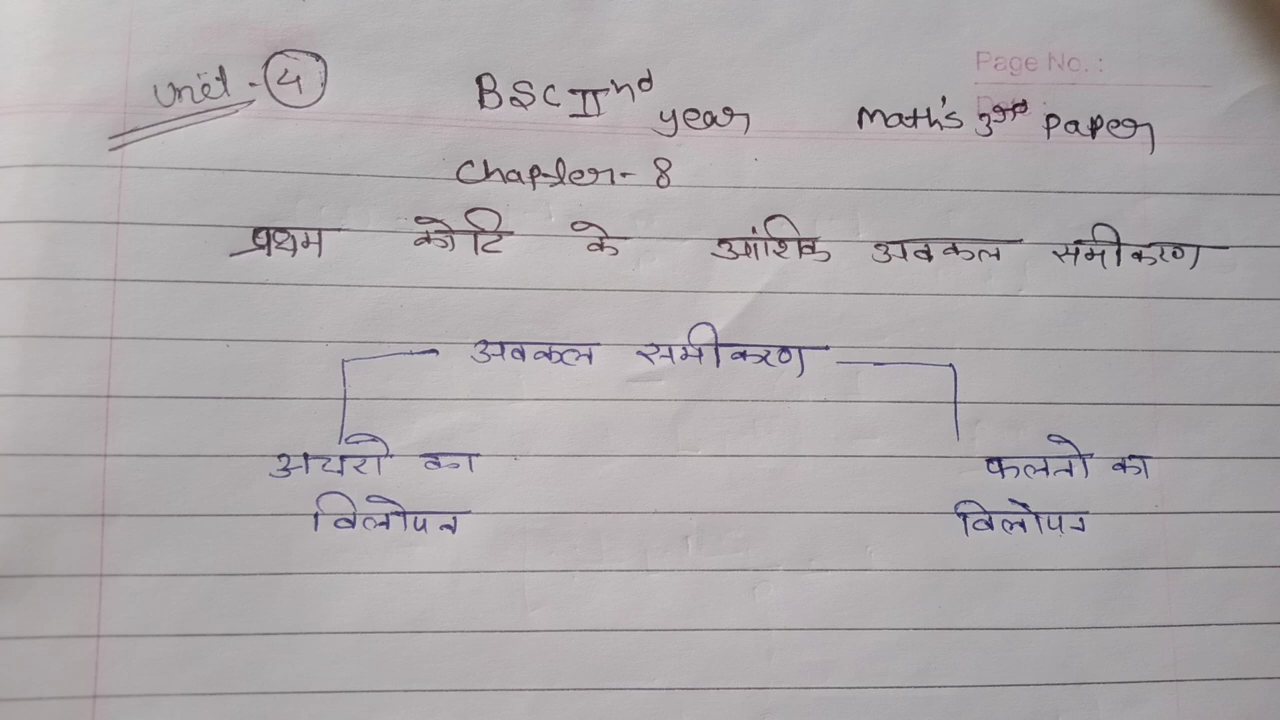 Unit - 4
BSC IInd year Math's 3rd paper
Page No. :
Chapter - 8
प्रथम कोटि के आंशिक अवकल समीकरण
अवकल समीकरण
अचरो का फलनो का
विलोपन विलोपन